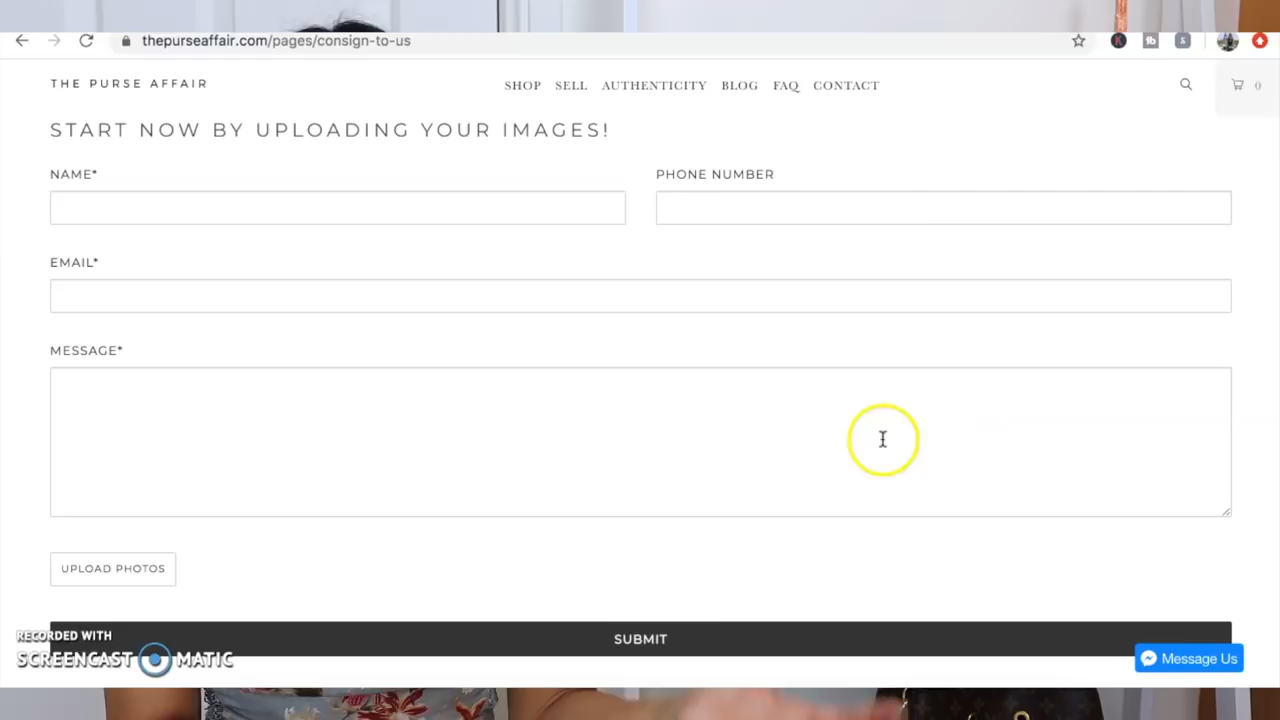 thepurseaffair.com/pages/consign-to-us
THE PURSE AFFAIR
SHOP SELL AUTHENTICITY BLOG FAQ CONTACT
0
START NOW BY UPLOADING YOUR IMAGES!
NAME* PHONE NUMBER
EMAIL*
MESSAGE*
UPLOAD PHOTOS
SUBMIT
RECORDED WITH
SCREENCAST MATIC
Message Us